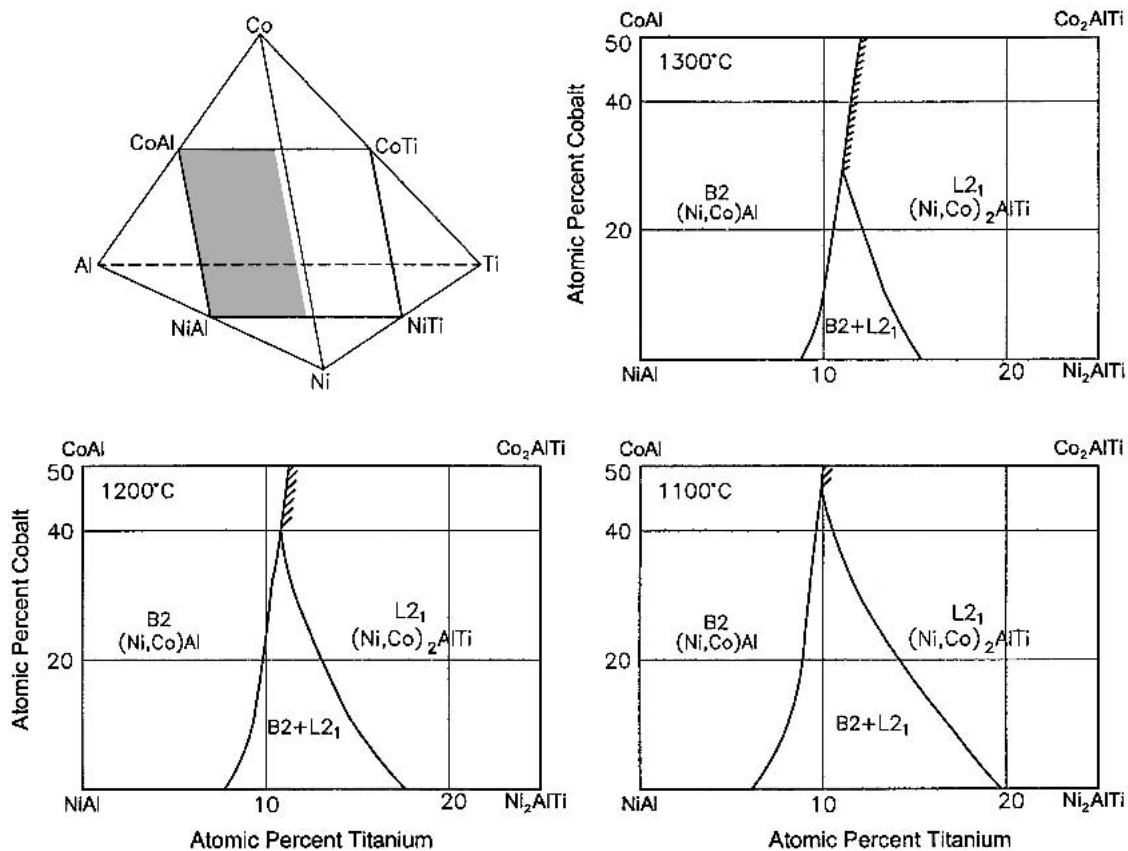 Co
CoAl
CoTi
Al
Ti
NiAl
NiTi
Ni
CoAl
Co₂AlTi
1300°C
50
40
20
Atomic Percent Cobalt
B2
(Ni,Co)Al
L2₁
(Ni,Co)₂AlTi
B2+L2₁
NiAl
10
20
Ni₂AlTi
CoAl
Co₂AlTi
1200°C
50
40
20
Atomic Percent Cobalt
B2
(Ni,Co)Al
L2₁
(Ni,Co)₂AlTi
B2+L2₁
NiAl
10
20
Ni₂AlTi
Atomic Percent Titanium
CoAl
Co₂AlTi
1100°C
50
40
20
B2
(Ni,Co)Al
L2₁
(Ni,Co)₂AlTi
B2+L2₁
NiAl
10
20
Ni₂AlTi
Atomic Percent Titanium